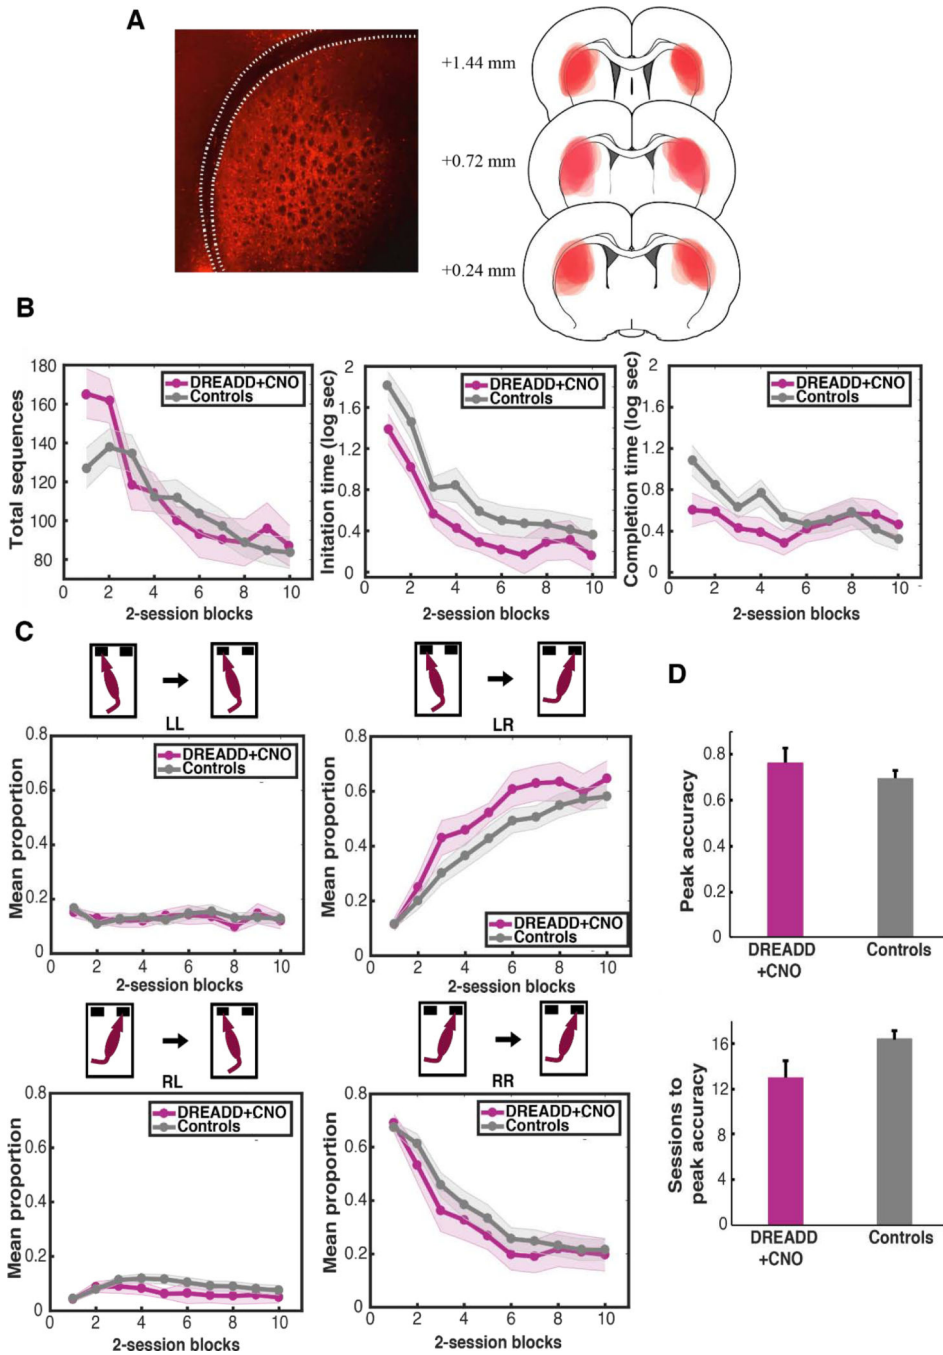 A
+1.44 mm
+0.72 mm
+0.24 mm
B
Total sequences
180
160
140
120
100
80
0 2 4 6 8 10
2-session blocks
DREADD+CNO
Controls
Initation time (log sec)
2
1.6
1.2
0.8
0.4
0
0 2 4 6 8 10
2-session blocks
DREADD+CNO
Controls
Completion time (log sec)
2
1.6
1.2
0.8
0.4
0
0 2 4 6 8 10
2-session blocks
DREADD+CNO
Controls
C
LL
Mean proportion
0.8
0.6
0.4
0.2
0
0 2 4 6 8 10
2-session blocks
DREADD+CNO
Controls
LR
Mean proportion
0.8
0.6
0.4
0.2
0
0 2 4 6 8 10
2-session blocks
DREADD+CNO
Controls
RL
Mean proportion
0.8
0.6
0.4
0.2
0
0 2 4 6 8 10
2-session blocks
DREADD+CNO
Controls
RR
Mean proportion
0.8
0.6
0.4
0.2
0
0 2 4 6 8 10
2-session blocks
DREADD+CNO
Controls
D
Peak accuracy
0.8
0.6
0.4
0.2
0
DREADD
+CNO
Controls
Sessions to
peak accuracy
16
12
8
4
0
DREADD
+CNO
Controls